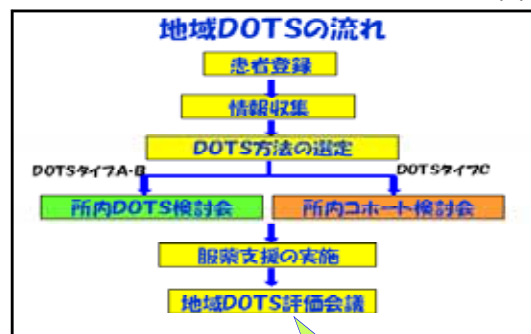 地域DOTSの流れ
患者登録
情報収集
DOTS方法の選定
DOTSタイプA・B
DOTSタイプC
所内DOTS検討会
所内コホート検討会
服薬支援の実施
地域DOTS評価会議